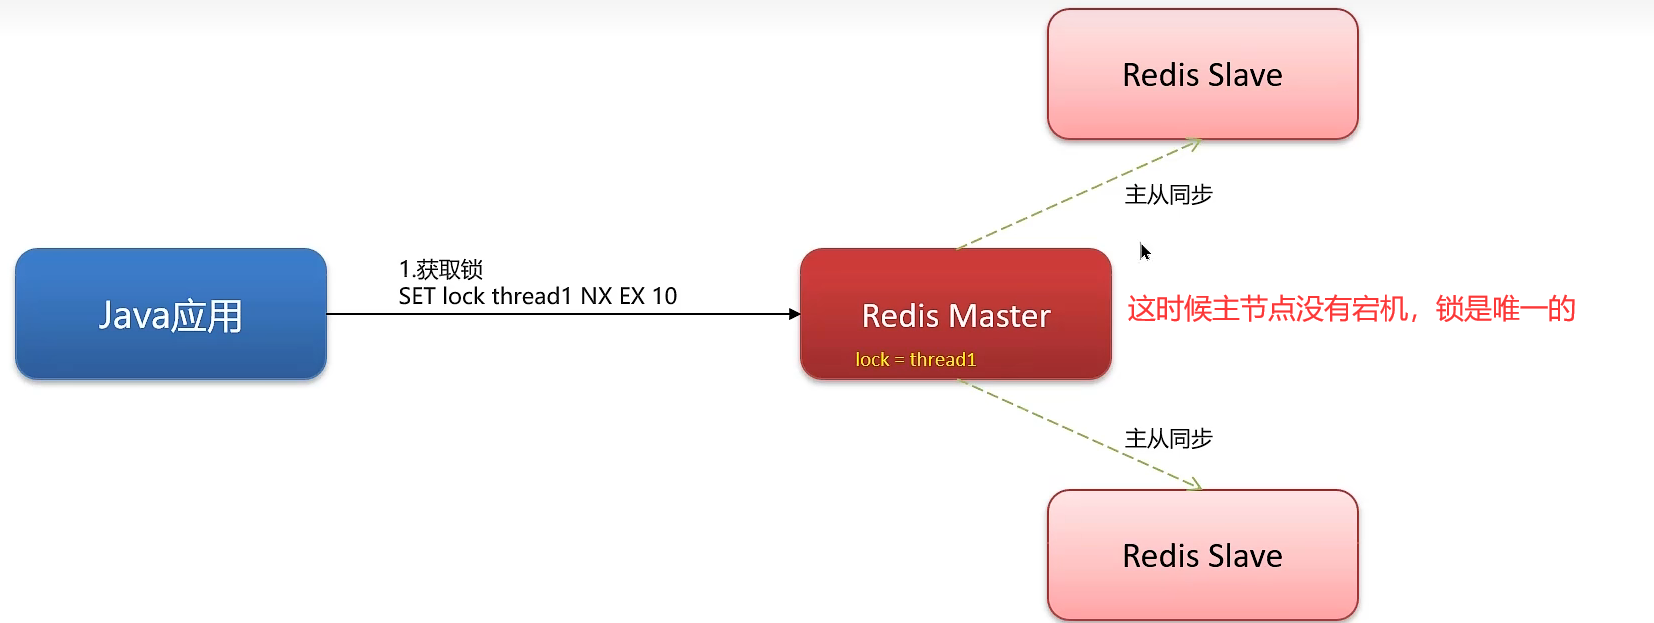 Redis Slave
主从同步
1.获取锁
SET lock thread1 NX EX 10
Java应用
Redis Master
lock = thread1
这时候主节点没有宕机，锁是唯一的
主从同步
Redis Slave